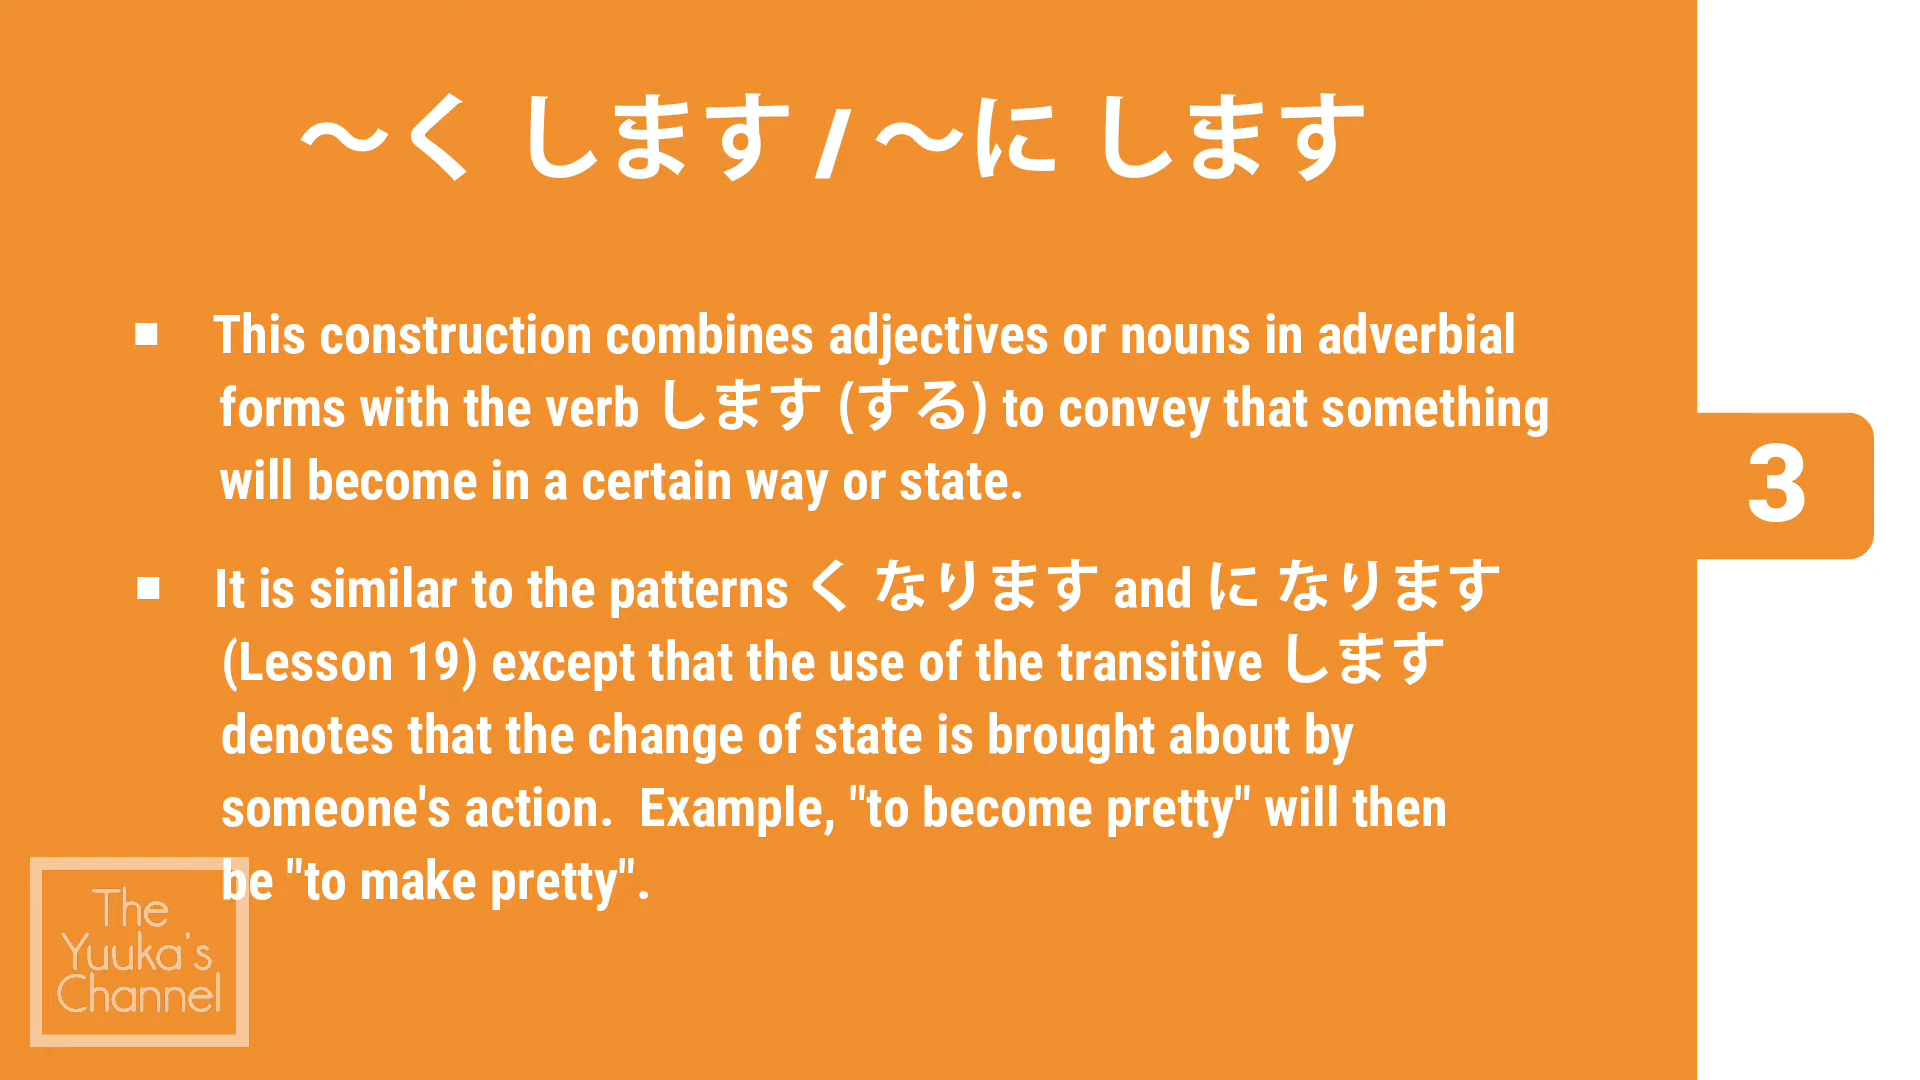 ～く します / ～に します
■ This construction combines adjectives or nouns in adverbial
forms with the verb します (する) to convey that something
will become in a certain way or state.
3
■ It is similar to the patterns く なります and に なります
(Lesson 19) except that the use of the transitive します
denotes that the change of state is brought about by
someone's action.  Example, "to become pretty" will then
be "to make pretty".
The
Yuuka's
Channel